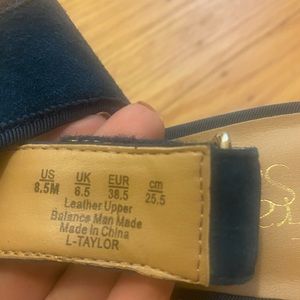 US UK EUR cm
8.5M 6.5 38.5 25.5
Leather Upper
Balance Man Made
Made in China
L-TAYLOR